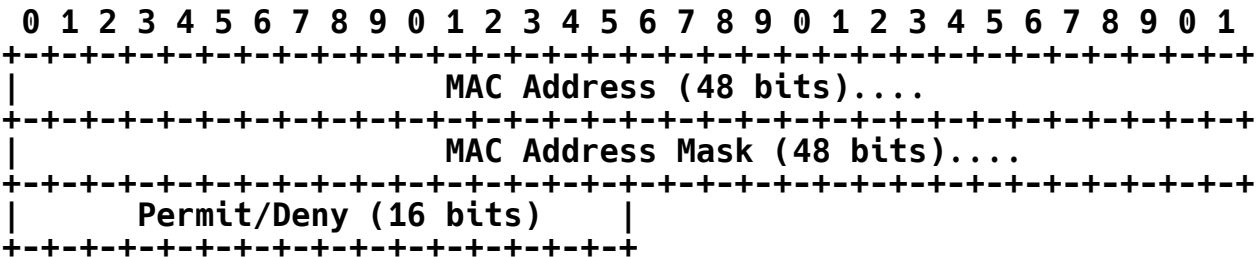 0 1 2 3 4 5 6 7 8 9 0 1 2 3 4 5 6 7 8 9 0 1 2 3 4 5 6 7 8 9 0 1
+-+-+-+-+-+-+-+-+-+-+-+-+-+-+-+-+-+-+-+-+-+-+-+-+-+-+-+-+-+-+-+-+
|                      MAC Address (48 bits)....
+-+-+-+-+-+-+-+-+-+-+-+-+-+-+-+-+-+-+-+-+-+-+-+-+-+-+-+-+-+-+-+-+
|                      MAC Address Mask (48 bits)....
+-+-+-+-+-+-+-+-+-+-+-+-+-+-+-+-+-+-+-+-+-+-+-+-+-+-+-+-+-+-+-+-+
|      Permit/Deny (16 bits)    |
+-+-+-+-+-+-+-+-+-+-+-+-+-+-+-+-+